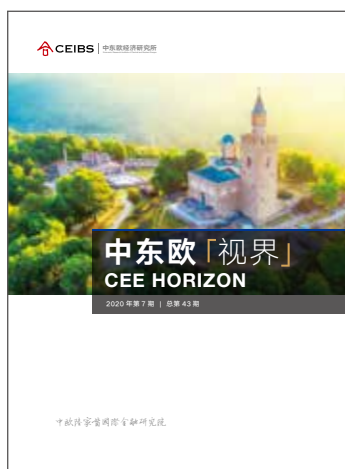 CEIBS | 中东欧经济研究所
中东欧「视界」
CEE HORIZON
2020 年第 7 期 | 总第 43 期
中欧陆家嘴国际金融研究院